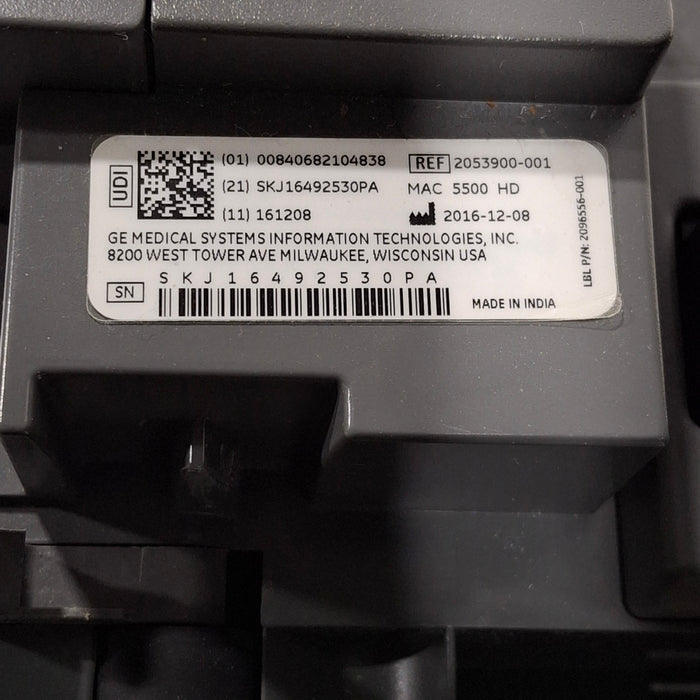 UDI
(01) 00840682104838 REF 2053900-001
(21) SKJ16492530PA MAC 5500 HD
(11) 161208 2016-12-08
GE MEDICAL SYSTEMS INFORMATION TECHNOLOGIES, INC.
8200 WEST TOWER AVE MILWAUKEE, WISCONSIN USA
SKJ16492530PA
SN
MADE IN INDIA
LBL P/N: 2096556-001